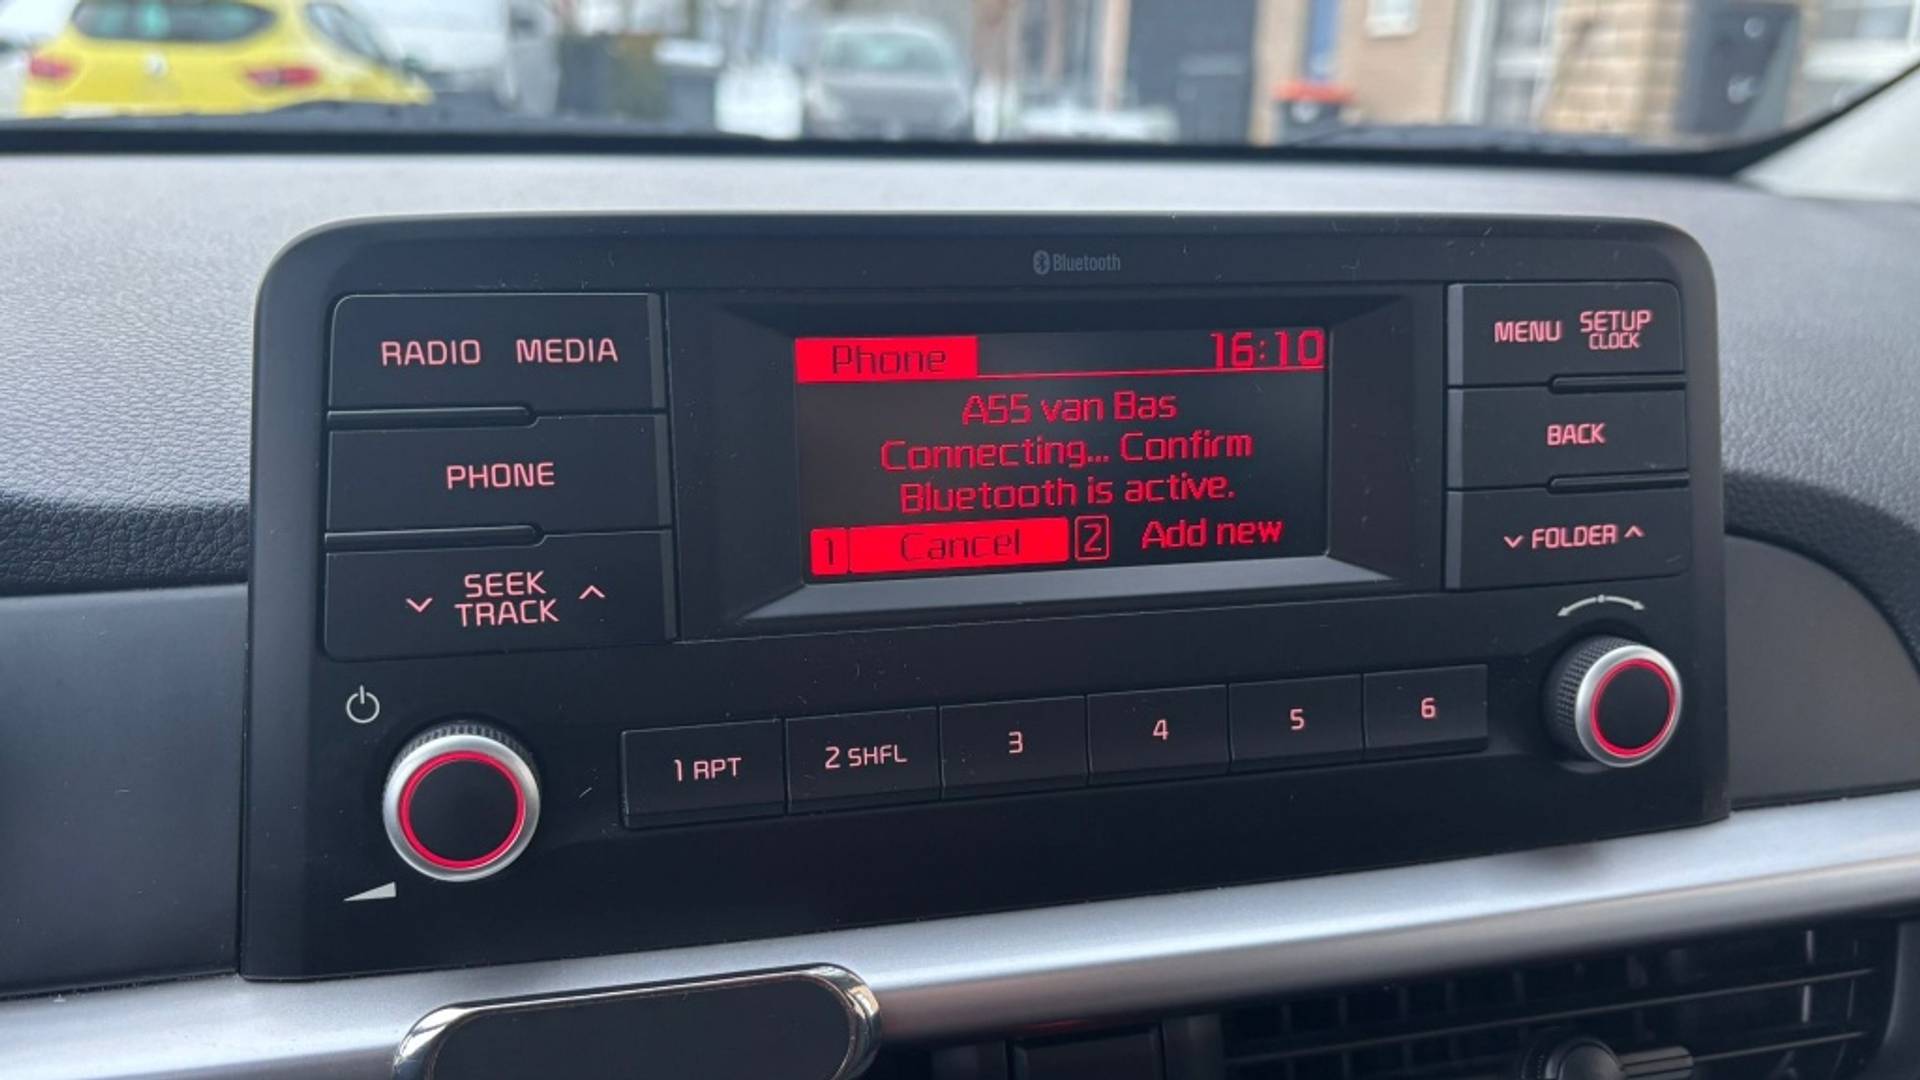 Bluetooth
RADIO MEDIA
PHONE
SEEK
TRACK
Phone 16:10
A55 van Bas
Connecting... Confirm
Bluetooth is active.
1 Cancel 2 Add new
MENU SETUP
CLOCK
BACK
FOLDER
1 RPT 2 SHFL 3 4 5 6